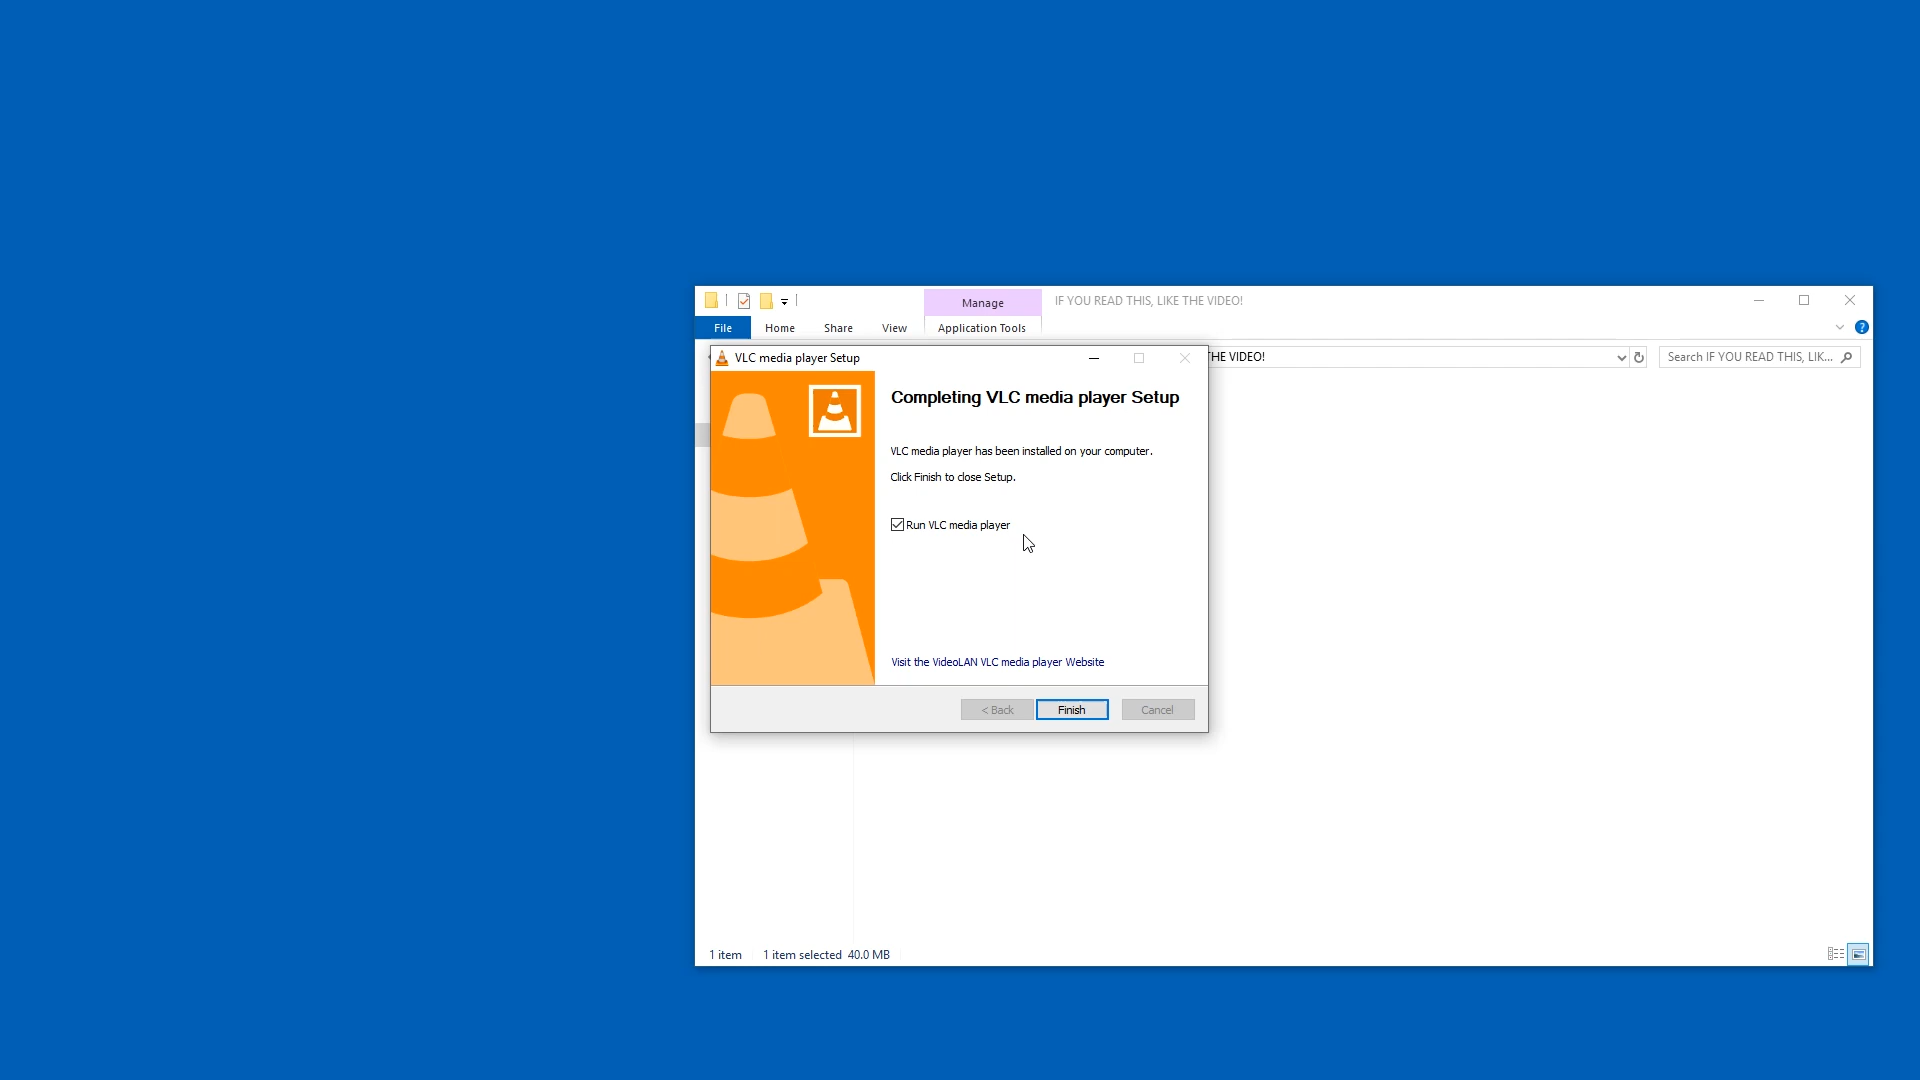 Manage
IF YOU READ THIS, LIKE THE VIDEO!
File
Home
Share
View
Application Tools
?
VLC media player Setup
THE VIDEO!
Search IF YOU READ THIS, LIK...
Completing VLC media player Setup
VLC media player has been installed on your computer.
Click Finish to close Setup.
Run VLC media player
Visit the VideoLAN VLC media player Website
< Back
Finish
Cancel
1 item
1 item selected 40.0 MB